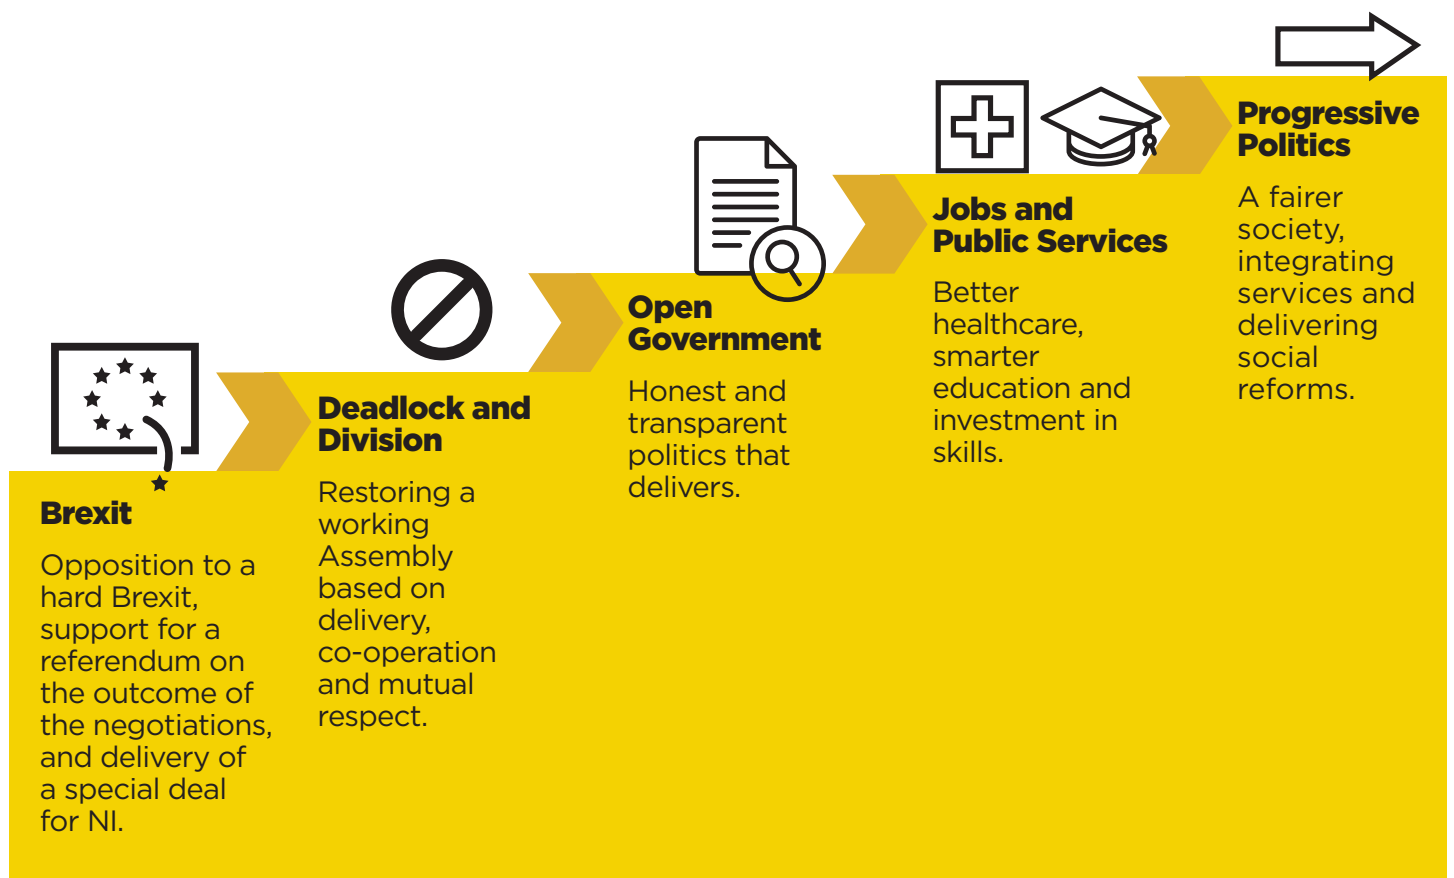 Brexit
Opposition to a
hard Brexit,
support for a
referendum on
the outcome of
the negotiations,
and delivery of
a special deal
for NI.
Deadlock and
Division
Restoring a
working
Assembly
based on
delivery,
co-operation
and mutual
respect.
Open
Government
Honest and
transparent
politics that
delivers.
Jobs and
Public Services
Better
healthcare,
smarter
education and
investment in
skills.
Progressive
Politics
A fairer
society,
integrating
services and
delivering
social
reforms.